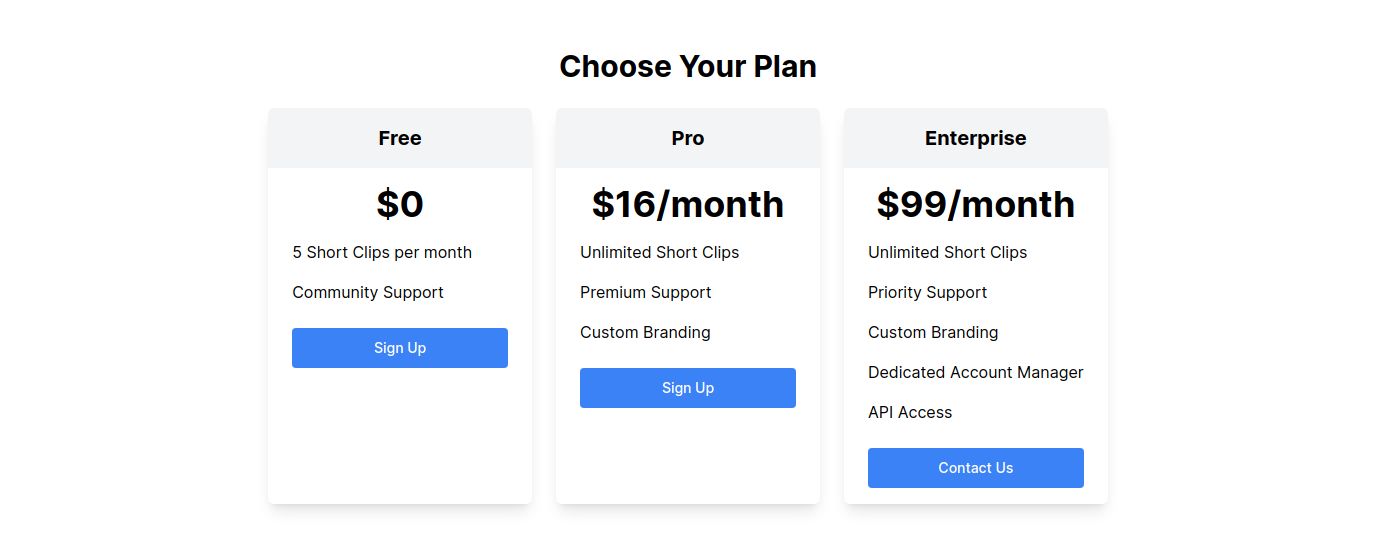 Choose Your Plan
Free
$0
5 Short Clips per month
Community Support
Sign Up
Pro
$16/month
Unlimited Short Clips
Premium Support
Custom Branding
Sign Up
Enterprise
$99/month
Unlimited Short Clips
Priority Support
Custom Branding
Dedicated Account Manager
API Access
Contact Us